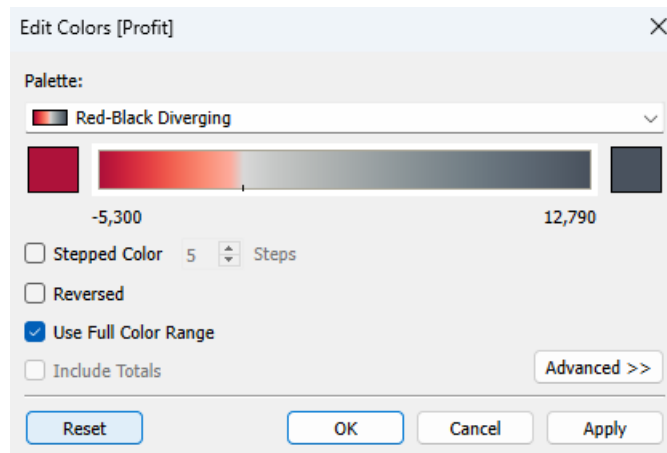 Edit Colors [Profit]
Palette:
Red-Black Diverging
-5,300 12,790
Stepped Color 5 Steps
Reversed
Use Full Color Range
Include Totals Advanced >>
Reset OK Cancel Apply